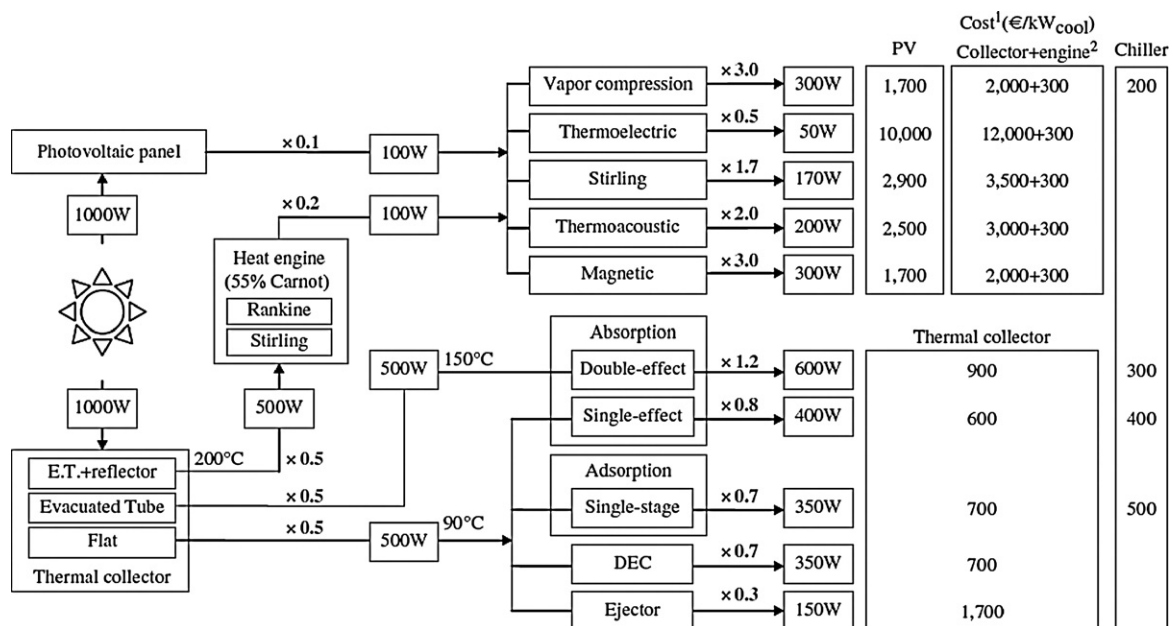 Cost¹(€/kWcool)
PV Collector+engine² Chiller
Vapor compression × 3.0 300W 1,700 2,000+300 200
Thermoelectric × 0.5 50W 10,000 12,000+300
Photovoltaic panel × 0.1 100W
Stirling × 1.7 170W 2,900 3,500+300
1000W × 0.2 100W
Thermoacoustic × 2.0 200W 2,500 3,000+300
Heat engine
(55% Carnot)
Magnetic × 3.0 300W 1,700 2,000+300
Rankine
Stirling
Absorption Thermal collector
500W 150°C Double-effect × 1.2 600W 900 300
1000W 500W Single-effect × 0.8 400W 600 400
200°C
E.T.+reflector × 0.5
Adsorption
Evacuated Tube × 0.5 Single-stage × 0.7 350W 700 500
Flat × 0.5 500W 90°C
DEC × 0.7 350W 700
Thermal collector
Ejector × 0.3 150W 1,700